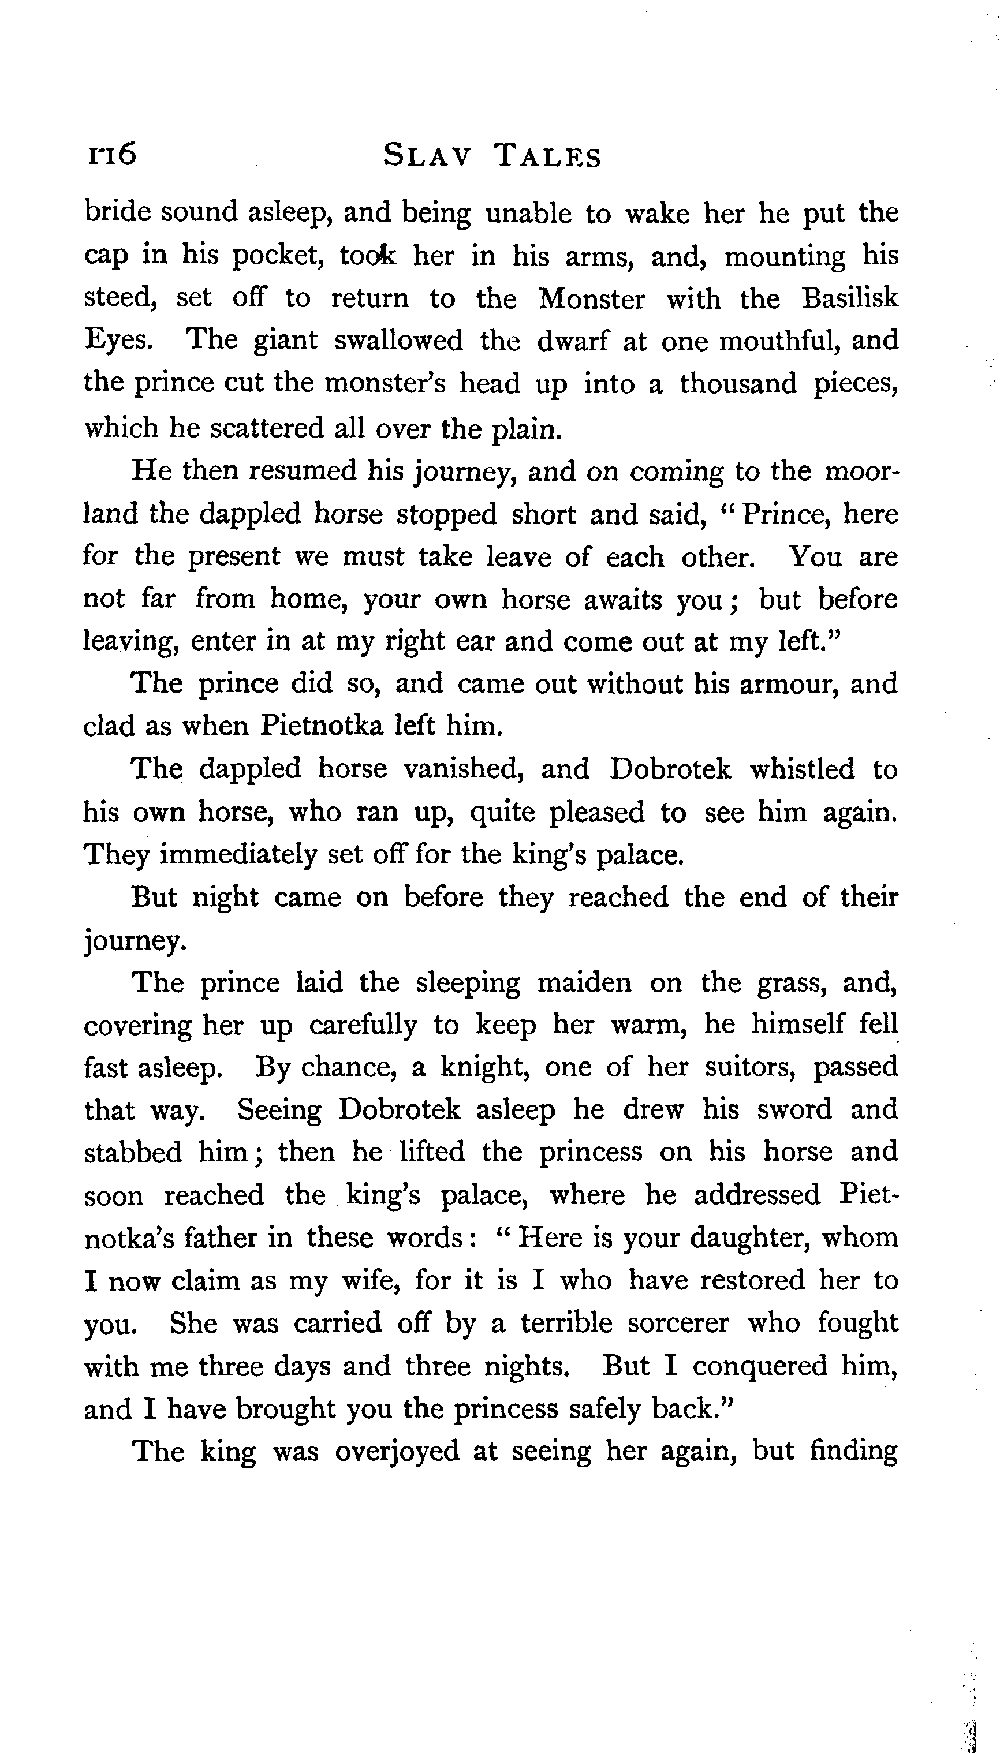 116 SLAV TALES
bride sound asleep, and being unable to wake her he put the
cap in his pocket, took her in his arms, and, mounting his
steed, set off to return to the Monster with the Basilisk
Eyes. The giant swallowed the dwarf at one mouthful, and
the prince cut the monster's head up into a thousand pieces,
which he scattered all over the plain.
He then resumed his journey, and on coming to the moor-
land the dappled horse stopped short and said, "Prince, here
for the present we must take leave of each other. You are
not far from home, your own horse awaits you; but before
leaving, enter in at my right ear and come out at my left."
The prince did so, and came out without his armour, and
clad as when Pietnotka left him.
The dappled horse vanished, and Dobrotek whistled to
his own horse, who ran up, quite pleased to see him again.
They immediately set off for the king's palace.
But night came on before they reached the end of their
journey.
The prince laid the sleeping maiden on the grass, and,
covering her up carefully to keep her warm, he himself fell
fast asleep. By chance, a knight, one of her suitors, passed
that way. Seeing Dobrotek asleep he drew his sword and
stabbed him; then he lifted the princess on his horse and
soon reached the king's palace, where he addressed Piet-
notka's father in these words: "Here is your daughter, whom
I now claim as my wife, for it is I who have restored her to
you. She was carried off by a terrible sorcerer who fought
with me three days and three nights. But I conquered him,
and I have brought you the princess safely back."
The king was overjoyed at seeing her again, but finding